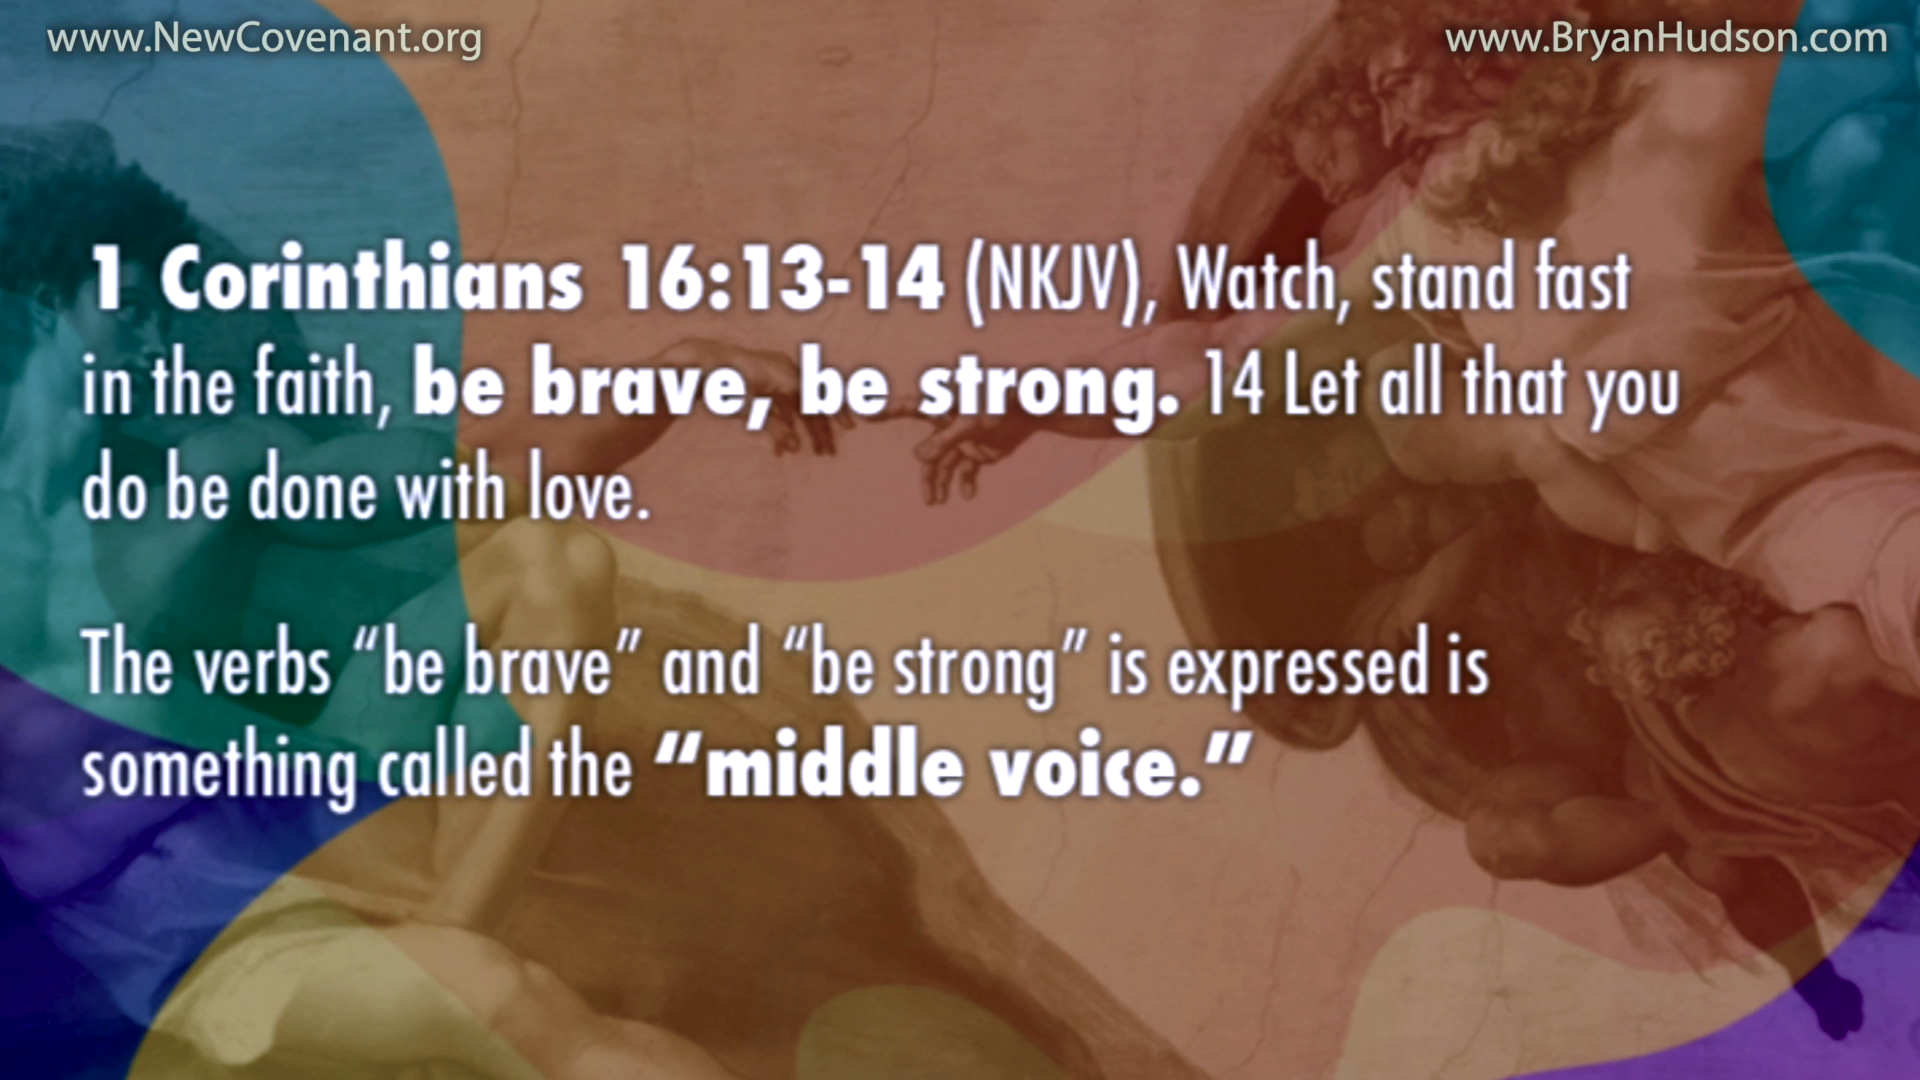 www.NewCovenant.org
www.BryanHudson.com
1 Corinthians 16:13-14 (NKJV), Watch, stand fast
in the faith, be brave, be strong. 14 Let all that you
do be done with love.
The verbs “be brave” and “be strong” is expressed is
something called the “middle voice.”